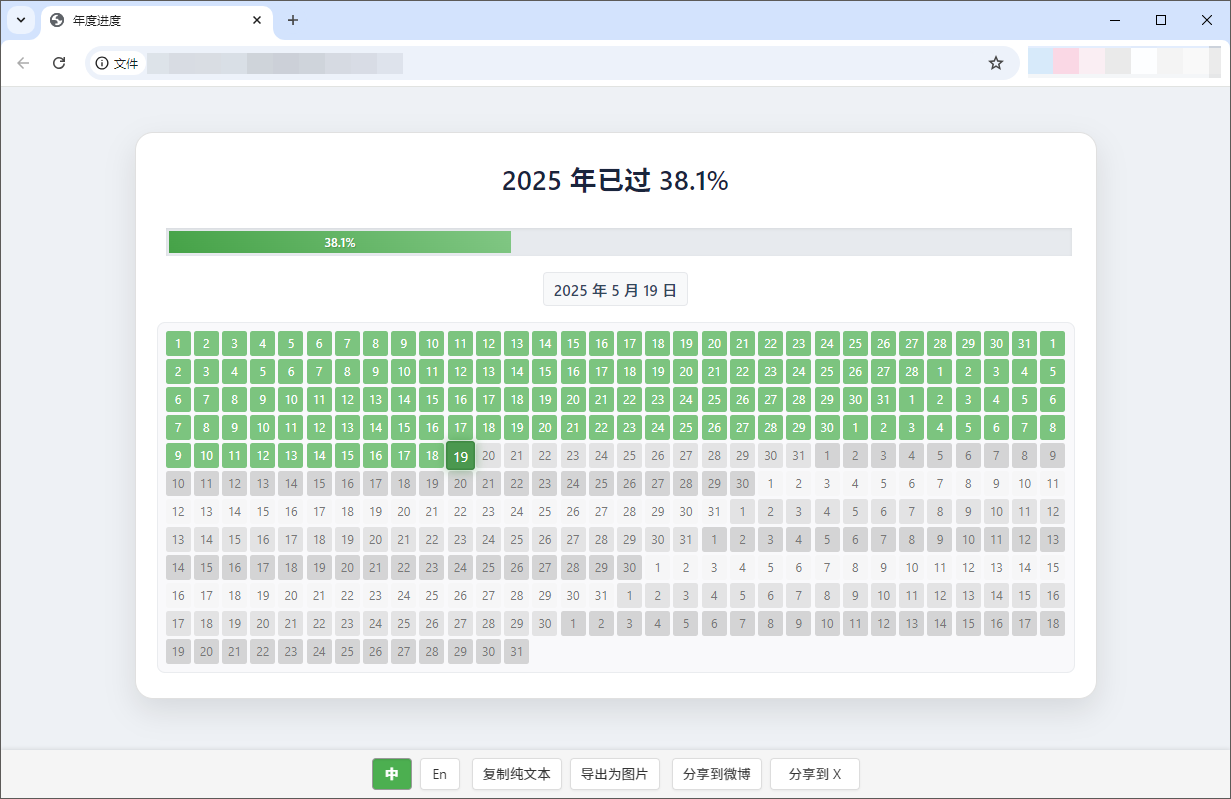 年度进度
文件
2025 年已过 38.1%
38.1%
2025 年 5 月 19 日
1 2 3 4 5 6 7 8 9 10 11 12 13 14 15 16 17 18 19 20 21 22 23 24 25 26 27 28 29 30 31 1
2 3 4 5 6 7 8 9 10 11 12 13 14 15 16 17 18 19 20 21 22 23 24 25 26 27 28 1 2 3 4 5
6 7 8 9 10 11 12 13 14 15 16 17 18 19 20 21 22 23 24 25 26 27 28 29 30 31 1 2 3 4 5 6
7 8 9 10 11 12 13 14 15 16 17 18 19 20 21 22 23 24 25 26 27 28 29 30 1 2 3 4 5 6 7 8
9 10 11 12 13 14 15 16 17 18 19 20 21 22 23 24 25 26 27 28 29 30 31 1 2 3 4 5 6 7 8 9
10 11 12 13 14 15 16 17 18 19 20 21 22 23 24 25 26 27 28 29 30 1 2 3 4 5 6 7 8 9 10 11
12 13 14 15 16 17 18 19 20 21 22 23 24 25 26 27 28 29 30 31 1 2 3 4 5 6 7 8 9 10 11 12
13 14 15 16 17 18 19 20 21 22 23 24 25 26 27 28 29 30 31 1 2 3 4 5 6 7 8 9 10 11 12 13
14 15 16 17 18 19 20 21 22 23 24 25 26 27 28 29 30 1 2 3 4 5 6 7 8 9 10 11 12 13 14 15
16 17 18 19 20 21 22 23 24 25 26 27 28 29 30 31 1 2 3 4 5 6 7 8 9 10 11 12 13 14 15 16
17 18 19 20 21 22 23 24 25 26 27 28 29 30 1 2 3 4 5 6 7 8 9 10 11 12 13 14 15 16 17 18
19 20 21 22 23 24 25 26 27 28 29 30 31
中 En 复制纯文本 导出为图片 分享到微博 分享到 X